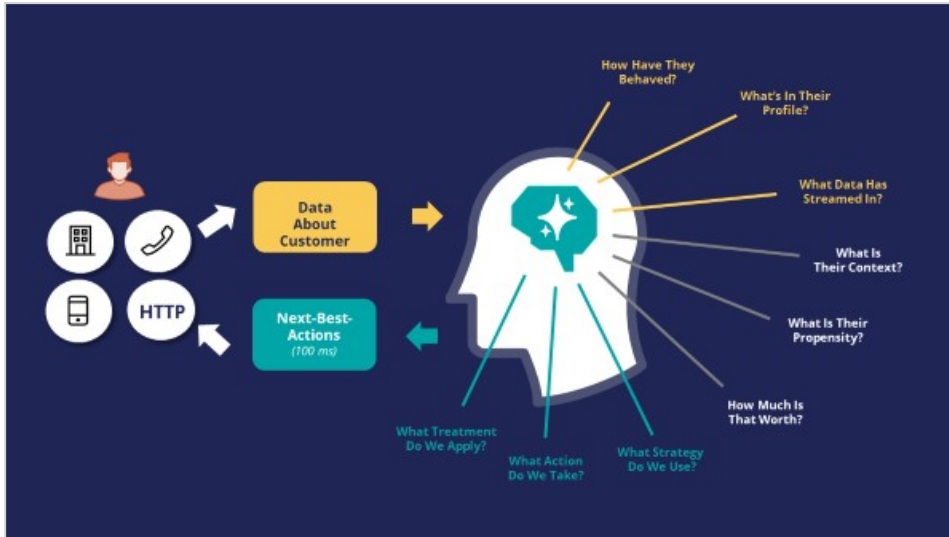 How Have They
Behaved?
What's In Their
Profile?
What Data Has
Streamed In?
What Is
Their Context?
What Is Their
Propensity?
How Much Is
That Worth?
What Strategy
Do We Use?
What Action
Do We Take?
What Treatment
Do We Apply?
Data
About
Customer
Next-Best-
Actions
(100 ms)
HTTP